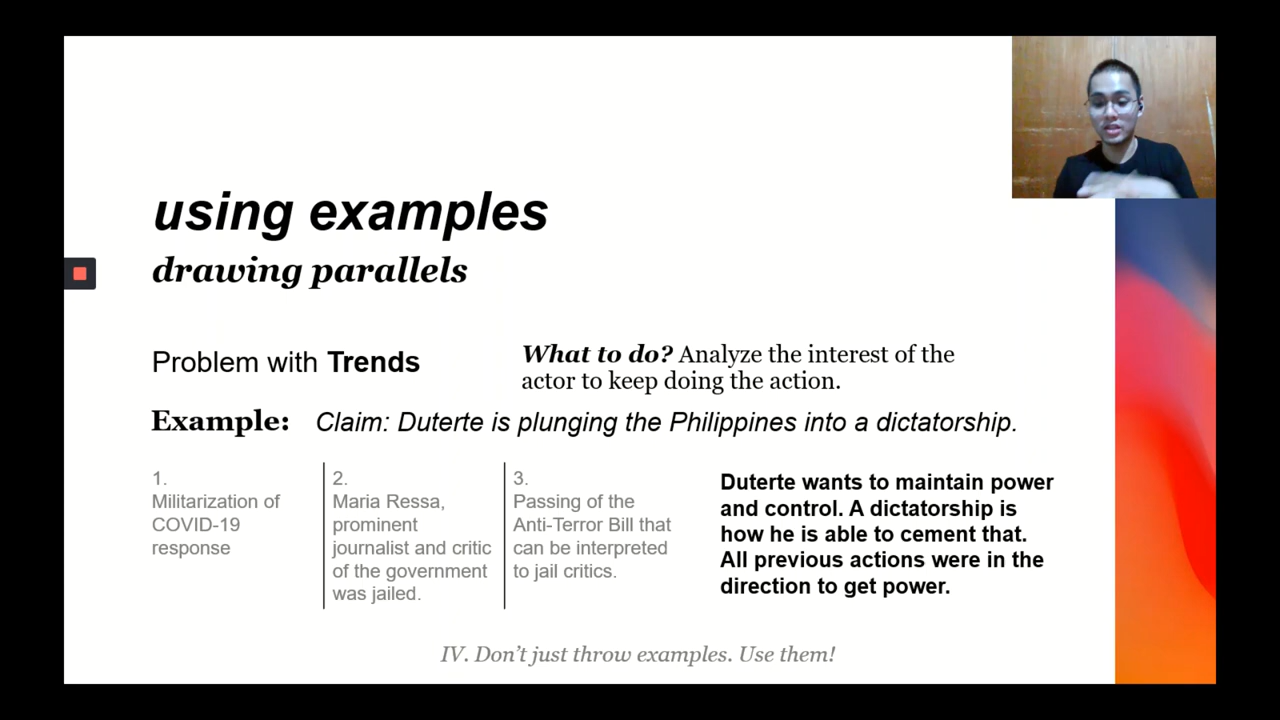 using examples
drawing parallels
Problem with Trends
What to do? Analyze the interest of the
actor to keep doing the action.
Example: Claim: Duterte is plunging the Philippines into a dictatorship.
1.
Militarization of
COVID-19
response
2.
Maria Ressa,
prominent
journalist and critic
of the government
was jailed.
3.
Passing of the
Anti-Terror Bill that
can be interpreted
to jail critics.
Duterte wants to maintain power
and control. A dictatorship is
how he is able to cement that.
All previous actions were in the
direction to get power.
IV. Don’t just throw examples. Use them!